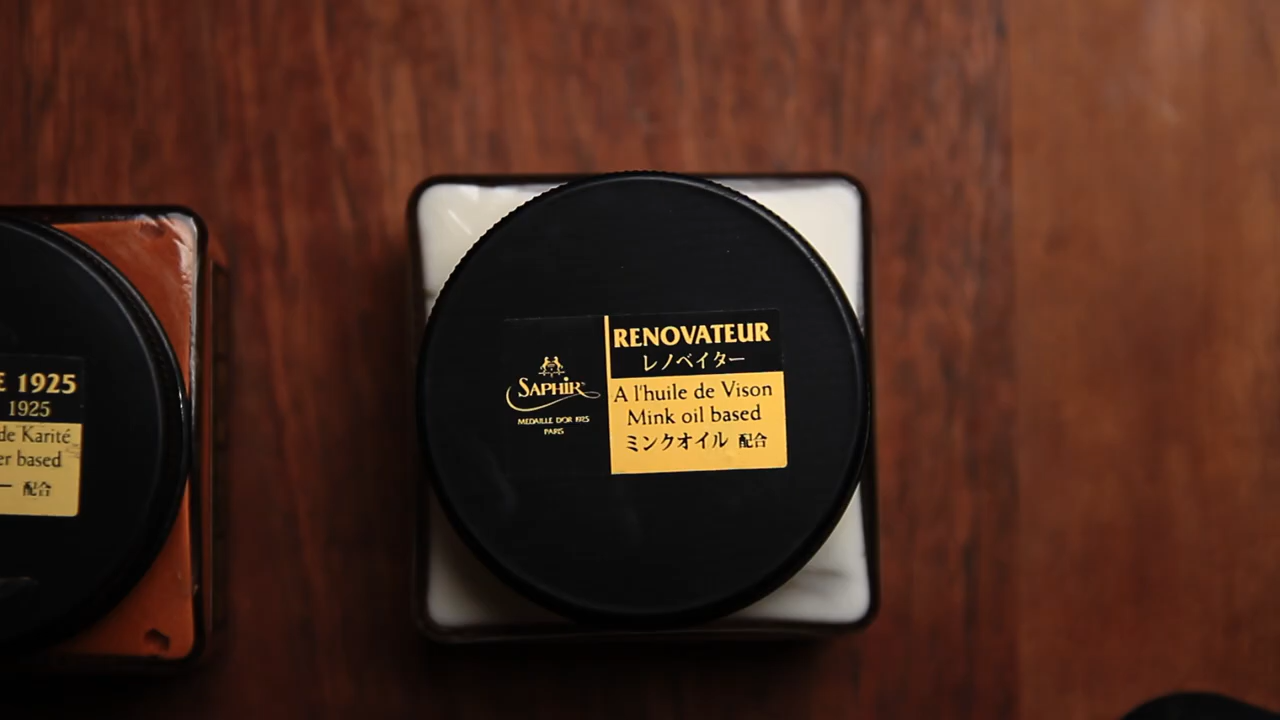 E 1925
1925
de Karité
er based
ー 配合
SAPHIR
MEDAILLE D'OR 1925
PARIS
RENOVATEUR
レノベイター
A l'huile de Vison
Mink oil based
ミンクオイル 配合